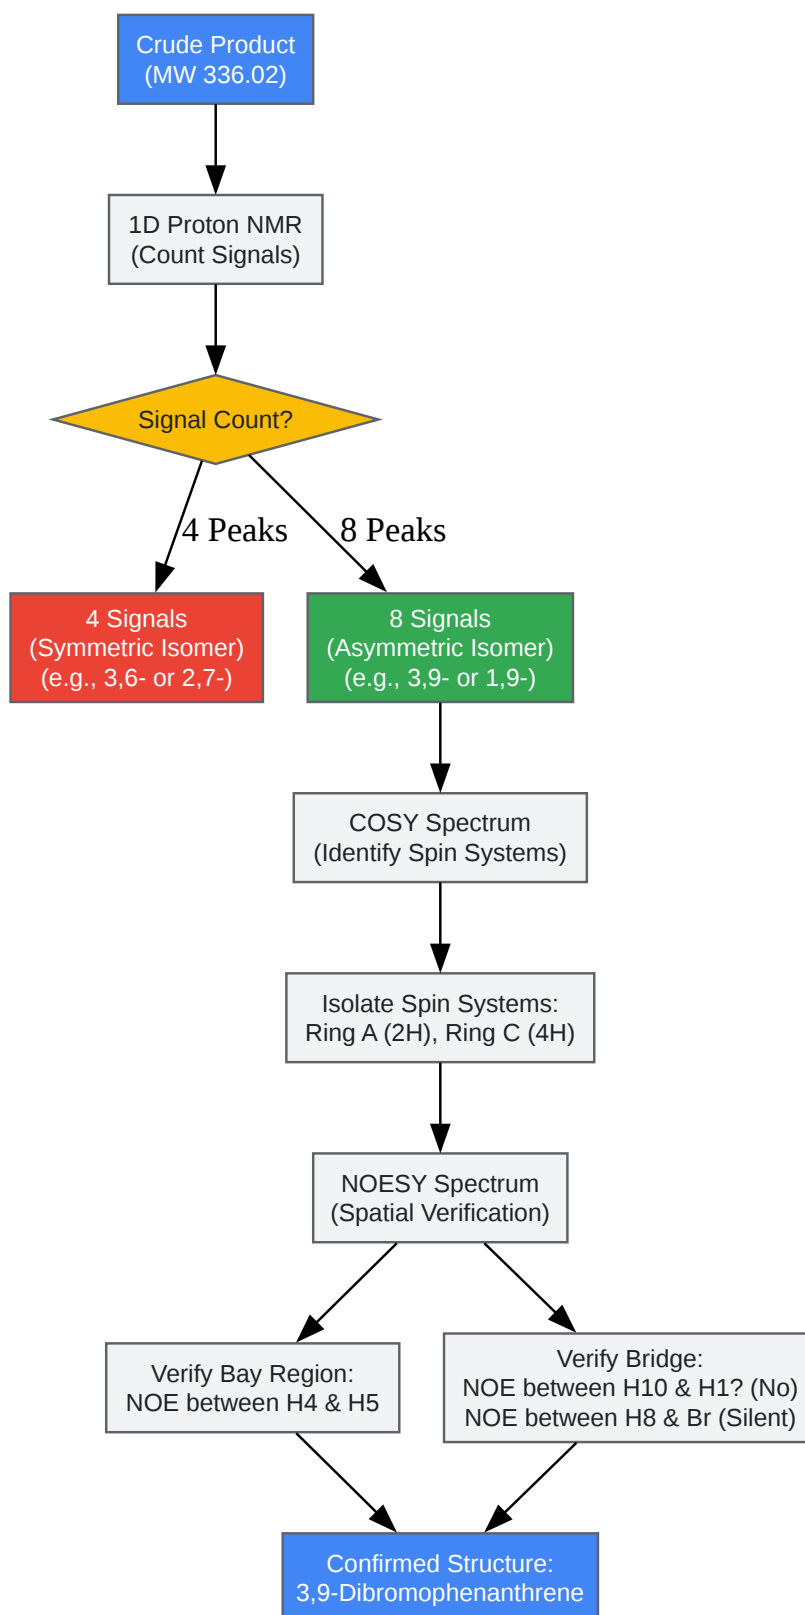 Crude Product
(MW 336.02)
1D Proton NMR
(Count Signals)
Signal Count?
4 Peaks
8 Peaks
4 Signals
(Symmetric Isomer)
(e.g., 3,6- or 2,7-)
8 Signals
(Asymmetric Isomer)
(e.g., 3,9- or 1,9-)
COSY Spectrum
(Identify Spin Systems)
Isolate Spin Systems:
Ring A (2H), Ring C (4H)
NOESY Spectrum
(Spatial Verification)
Verify Bay Region:
NOE between H4 & H5
Verify Bridge:
NOE between H10 & H1? (No)
NOE between H8 & Br (Silent)
Confirmed Structure:
3,9-Dibromophenanthrene